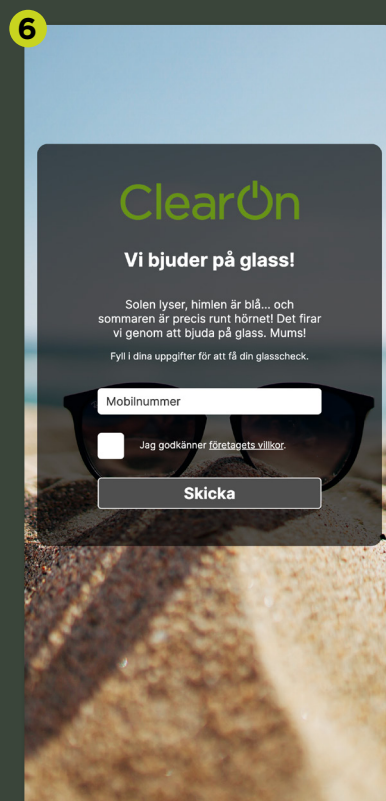 6
ClearOn
Vi bjuder på glass!
Solen lyser, himlen är blå... och
sommaren är precis runt hörnet! Det firar
vi genom att bjuda på glass. Mums!
Fyll i dina uppgifter för att få din glasscheck.
Mobilnummer
Jag godkänner företagets villkor.
Skicka